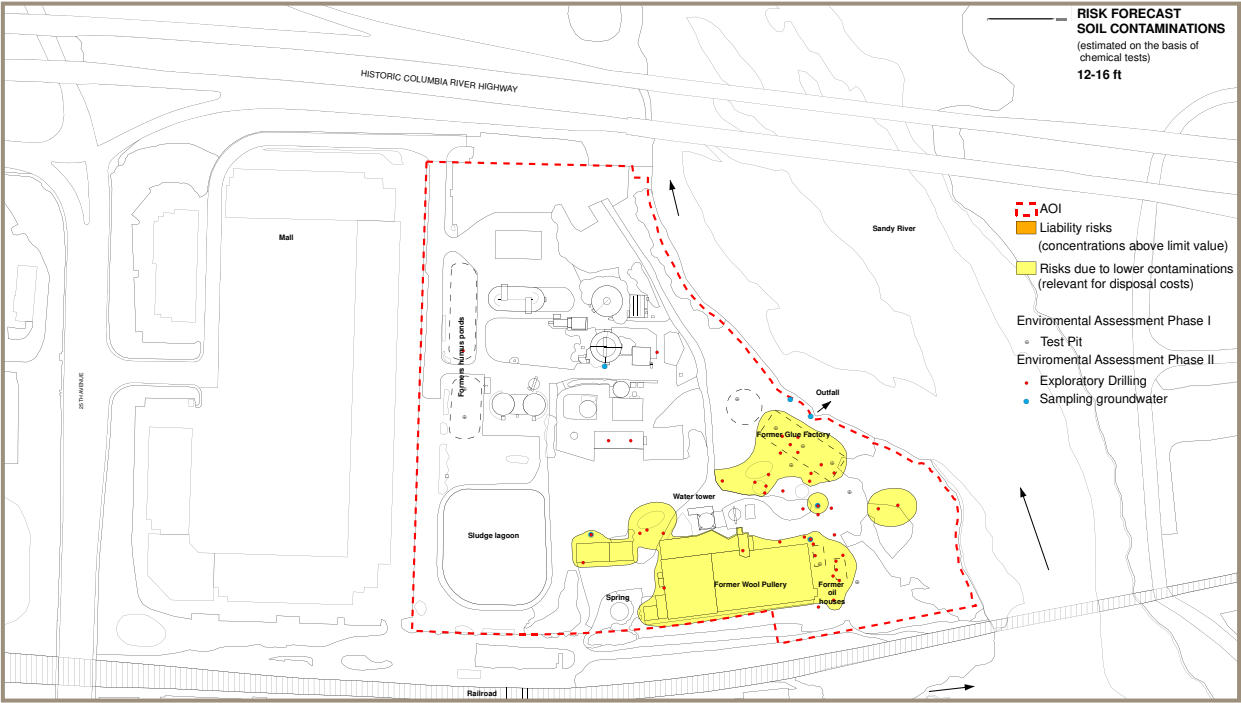 RISK FORECAST
SOIL CONTAMINATIONS
(estimated on the basis of
chemical tests)
12-16 ft
HISTORIC COLUMBIA RIVER HIGHWAY
AOI
Liability risks
(concentrations above limit value)
Risks due to lower contaminations
(relevant for disposal costs)
Enviromental Assessment Phase I
Test Pit
Enviromental Assessment Phase II
Exploratory Drilling
Sampling groundwater
Mall
Sandy River
Formers humus ponds
25TH AVENUE
Outfall
Former Glue Factory
Water tower
Sludge lagoon
Former Wool Pullery
Former
oil
houses
Spring
Railroad